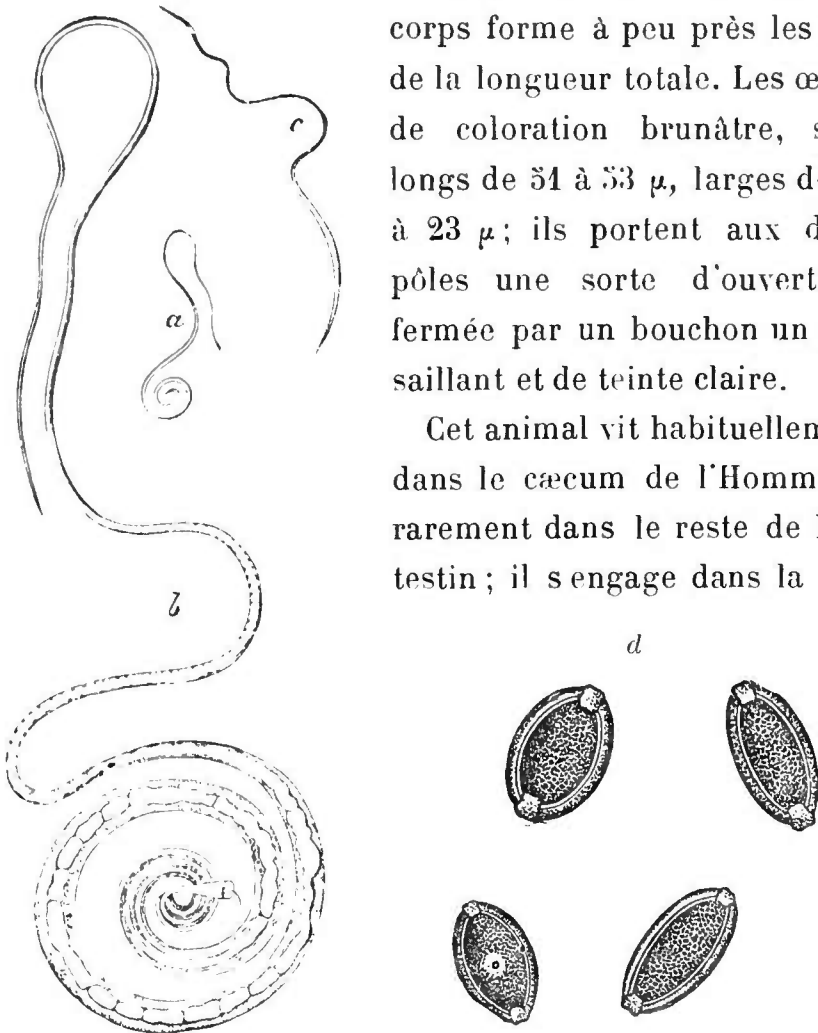 c
a
b
corps forme à peu près les
de la longueur totale. Les œ
de coloration brunâtre, s
longs de 51 à 53 μ, larges d
à 23 μ; ils portent aux d
pôles une sorte d'ouvert
fermée par un bouchon un
saillant et de teinte claire.
Cet animal vit habituellem
dans le cæcum de l'Homm
rarement dans le reste de l
testin ; il s engage dans la
d